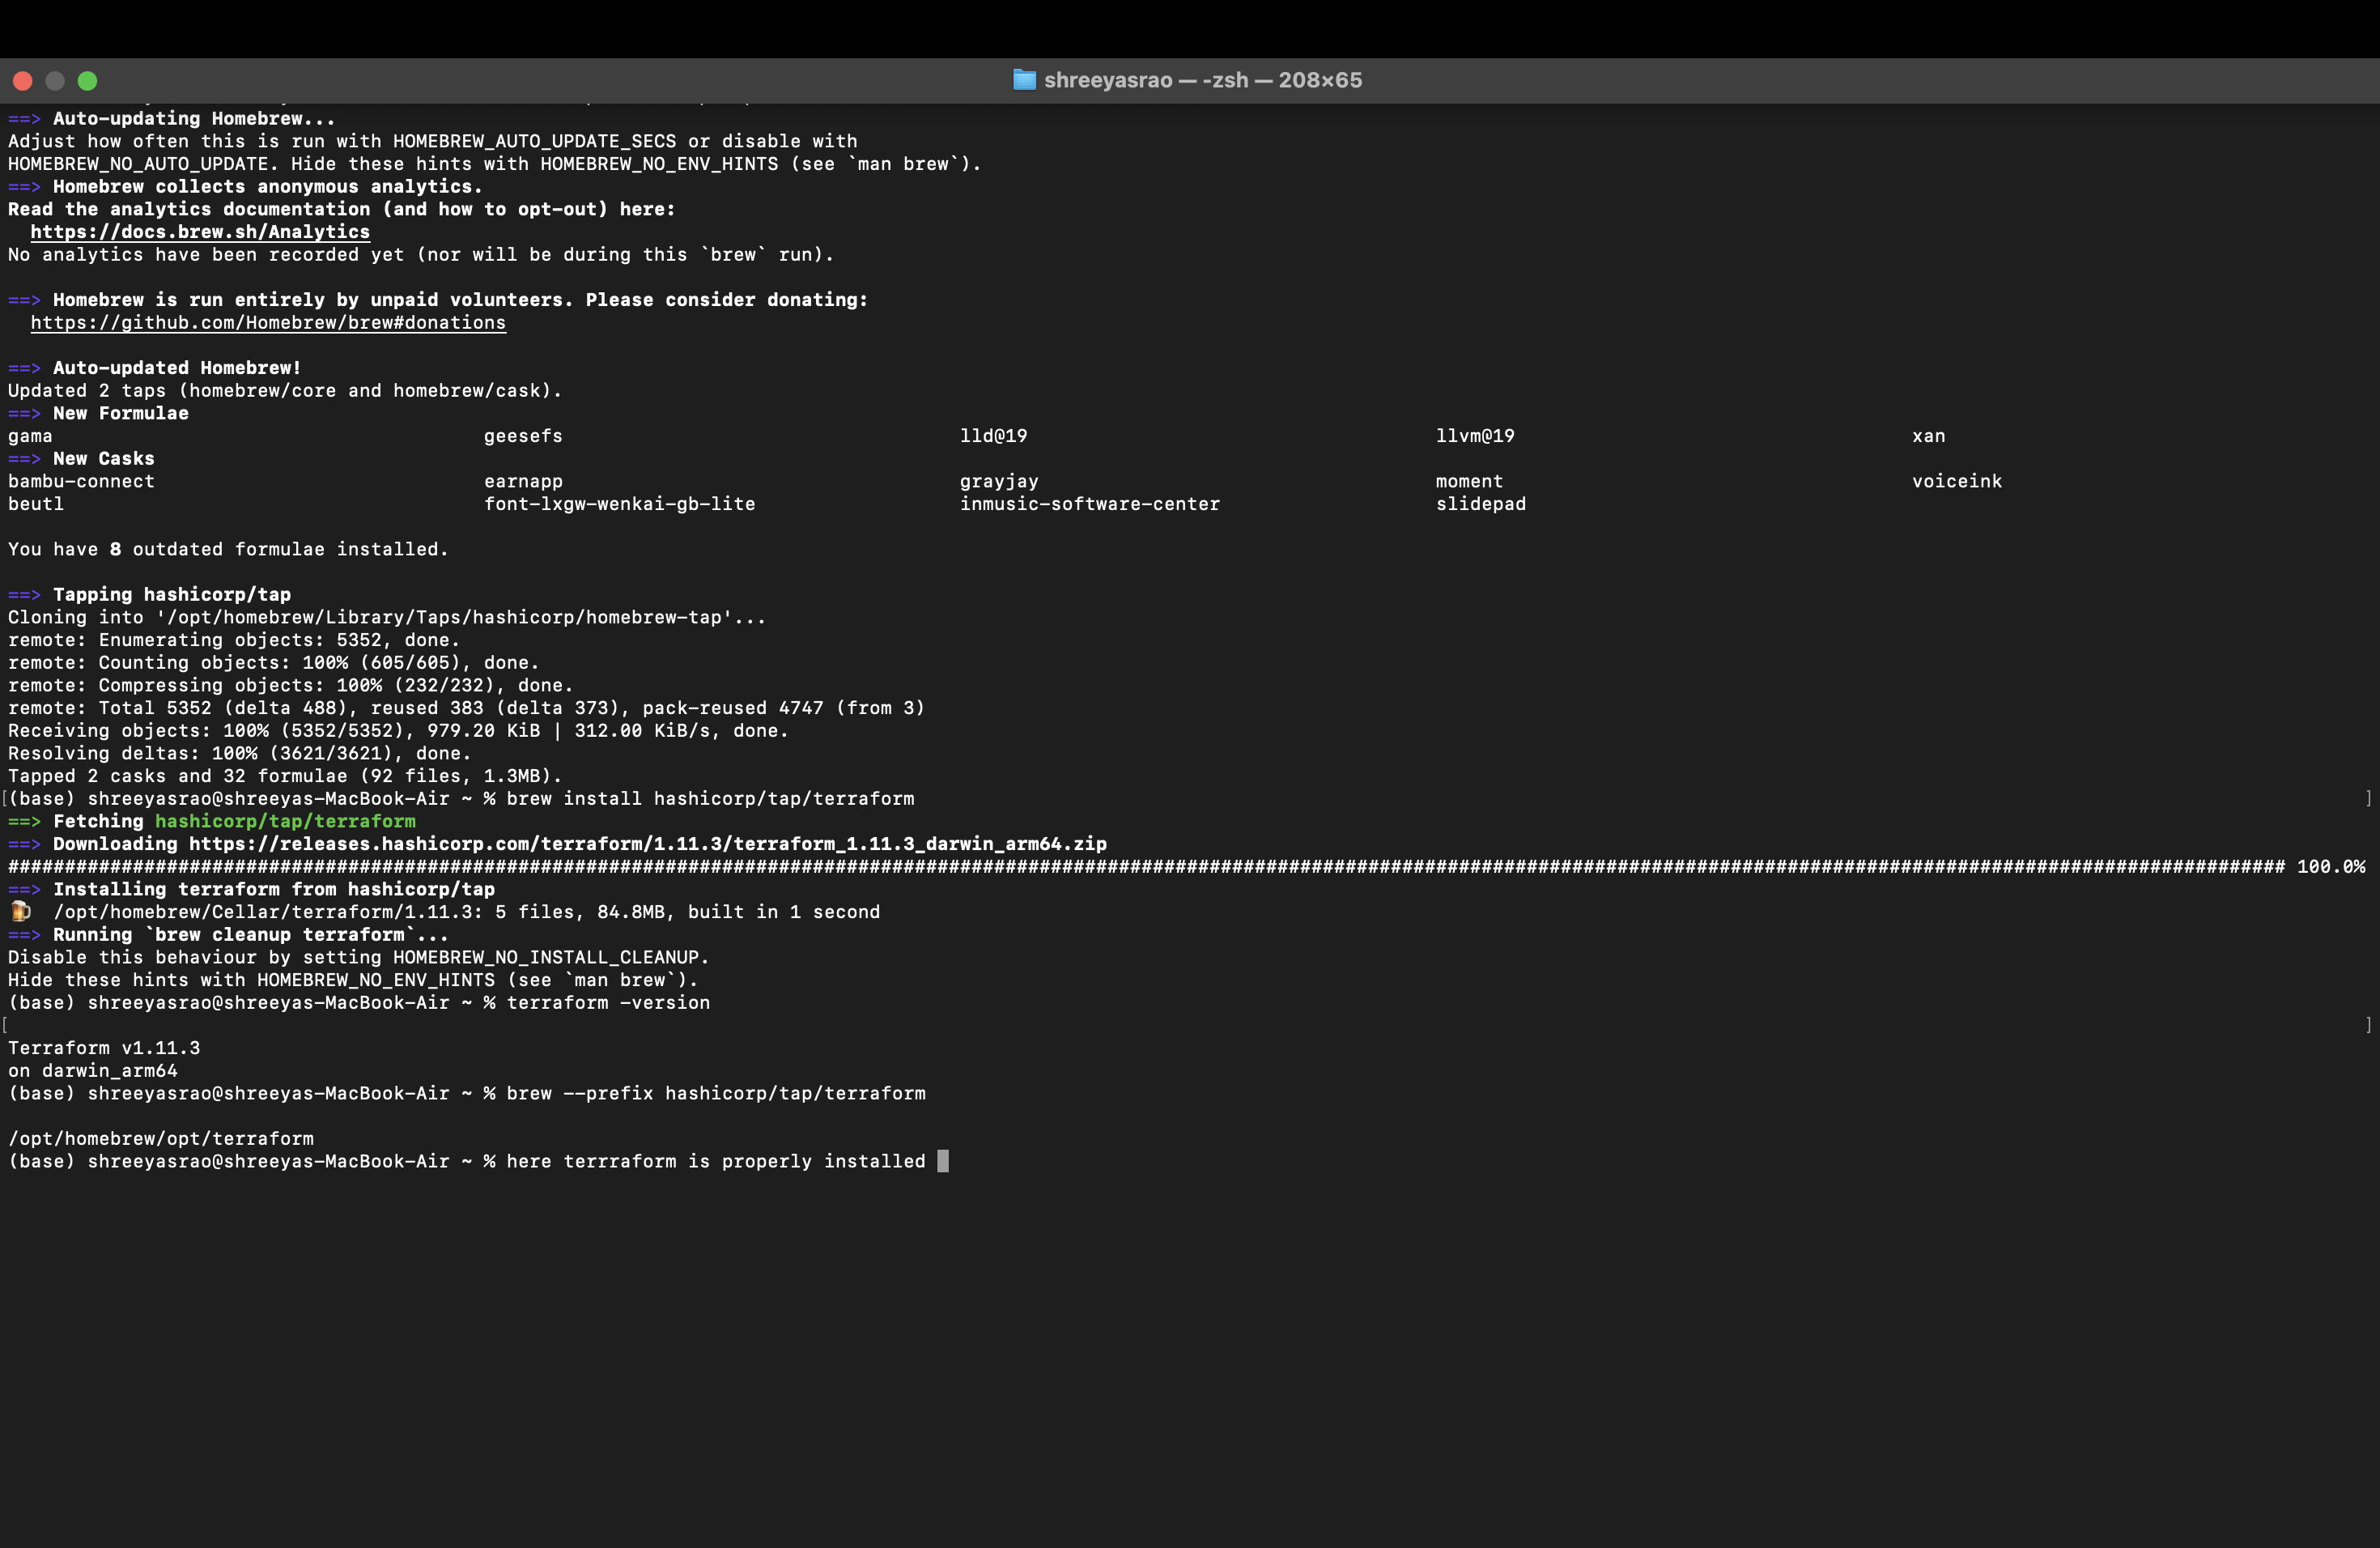 shreeyasrao — -zsh — 208×65
==> Auto-updating Homebrew...
Adjust how often this is run with HOMEBREW_AUTO_UPDATE_SECS or disable with
HOMEBREW_NO_AUTO_UPDATE. Hide these hints with HOMEBREW_NO_ENV_HINTS (see `man brew`).
==> Homebrew collects anonymous analytics.
Read the analytics documentation (and how to opt-out) here:
  https://docs.brew.sh/Analytics
No analytics have been recorded yet (nor will be during this `brew` run).
==> Homebrew is run entirely by unpaid volunteers. Please consider donating:
  https://github.com/Homebrew/brew#donations
==> Auto-updated Homebrew!
Updated 2 taps (homebrew/core and homebrew/cask).
==> New Formulae
gama geesefs lld@19 llvm@19 xan
==> New Casks
bambu-connect earnapp grayjay moment voiceink
beutl font-lxgw-wenkai-gb-lite inmusic-software-center slidepad
You have 8 outdated formulae installed.
==> Tapping hashicorp/tap
Cloning into '/opt/homebrew/Library/Taps/hashicorp/homebrew-tap'...
remote: Enumerating objects: 5352, done.
remote: Counting objects: 100% (605/605), done.
remote: Compressing objects: 100% (232/232), done.
remote: Total 5352 (delta 488), reused 383 (delta 373), pack-reused 4747 (from 3)
Receiving objects: 100% (5352/5352), 979.20 KiB | 312.00 KiB/s, done.
Resolving deltas: 100% (3621/3621), done.
Tapped 2 casks and 32 formulae (92 files, 1.3MB).
[(base) shreeyasrao@shreeyas-MacBook-Air ~ % brew install hashicorp/tap/terraform ]
==> Fetching hashicorp/tap/terraform
==> Downloading https://releases.hashicorp.com/terraform/1.11.3/terraform_1.11.3_darwin_arm64.zip
######################################################################################################################################################################################################### 100.0%
==> Installing terraform from hashicorp/tap
🍺  /opt/homebrew/Cellar/terraform/1.11.3: 5 files, 84.8MB, built in 1 second
==> Running `brew cleanup terraform`...
Disable this behaviour by setting HOMEBREW_NO_INSTALL_CLEANUP.
Hide these hints with HOMEBREW_NO_ENV_HINTS (see `man brew`).
(base) shreeyasrao@shreeyas-MacBook-Air ~ % terraform -version
[ ]
Terraform v1.11.3
on darwin_arm64
(base) shreeyasrao@shreeyas-MacBook-Air ~ % brew --prefix hashicorp/tap/terraform
/opt/homebrew/opt/terraform
(base) shreeyasrao@shreeyas-MacBook-Air ~ % here terrraform is properly installed